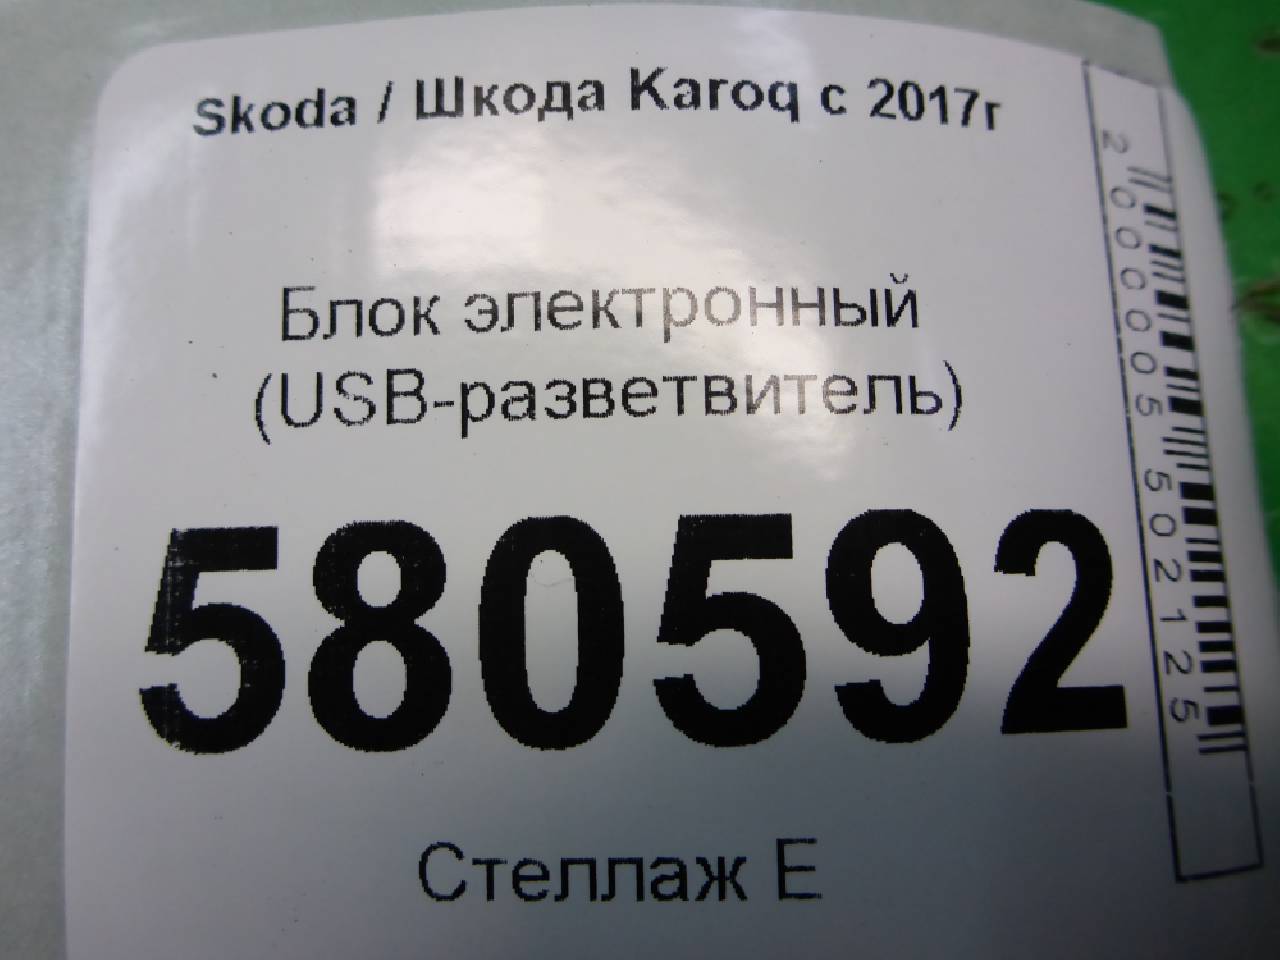 Skoda / Шкода Karoq с 2017г
Блок электронный
(USB-разветвитель)
580592
Стеллаж Е
2000005502125